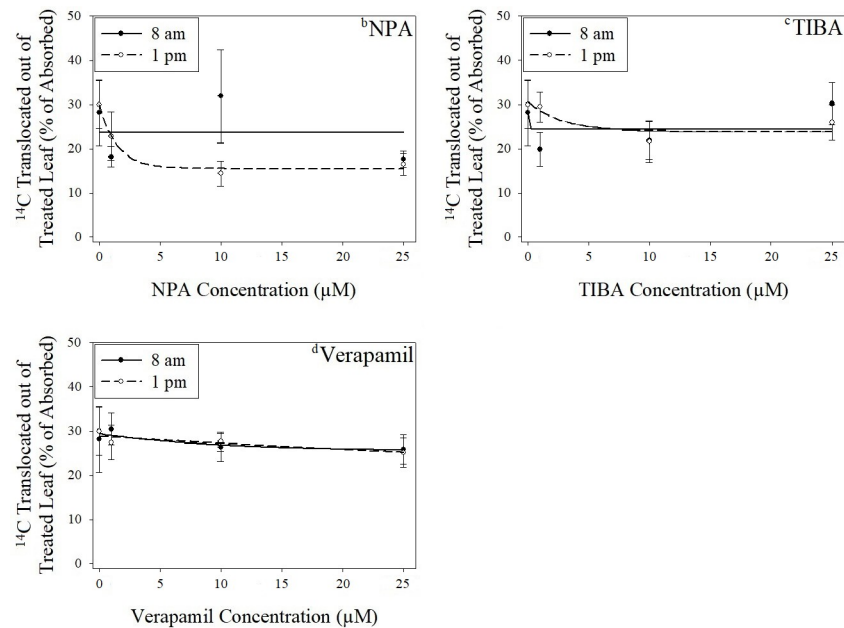 ᵇNPA
8 am
1 pm
50
40
30
20
10
0
0 5 10 15 20 25
¹⁴C Translocated out of
Treated Leaf (% of Absorbed)
NPA Concentration (µM)
ᶜTIBA
8 am
1 pm
50
40
30
20
10
0
0 5 10 15 20 25
¹⁴C Translocated out of
Treated Leaf (% of Absorbed)
TIBA Concentration (µM)
ᵈVerapamil
8 am
1 pm
50
40
30
20
10
0
0 5 10 15 20 25
¹⁴C Translocated out of
Treated Leaf (% of Absorbed)
Verapamil Concentration (µM)